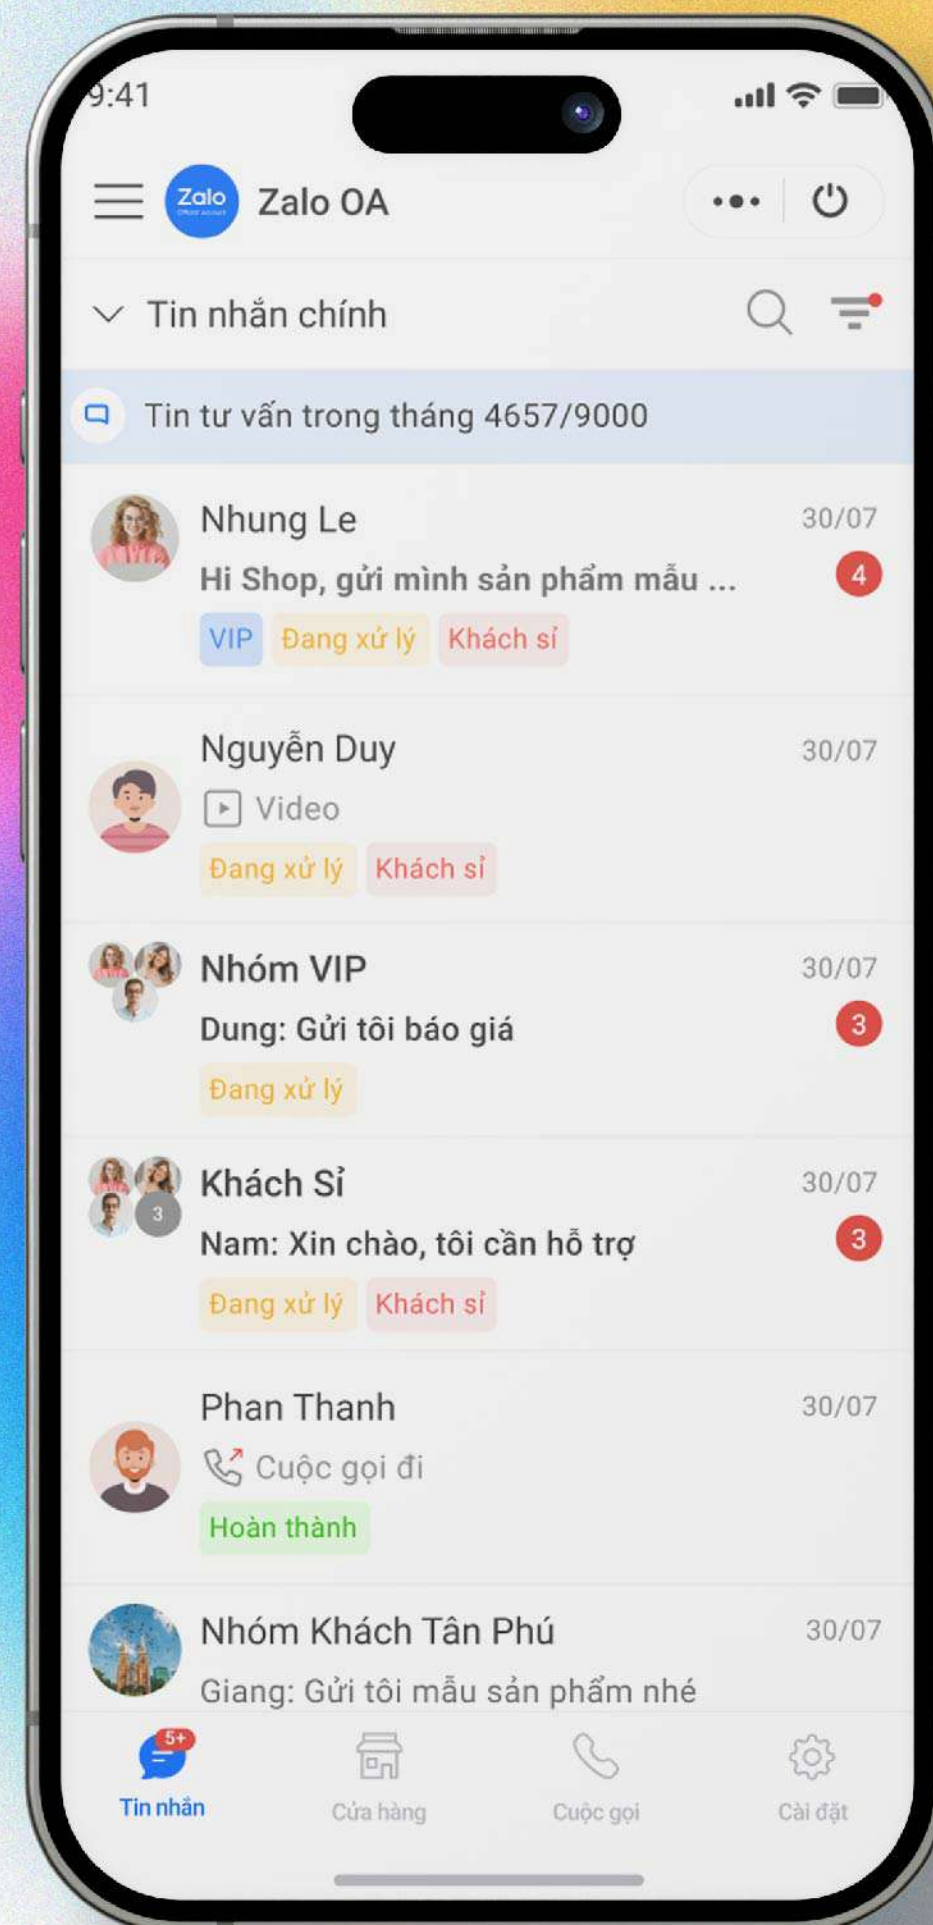 9:41
Zalo
Official Account
Zalo OA
Tin nhắn chính
Tin tư vấn trong tháng 4657/9000
Nhung Le
30/07
Hi Shop, gửi mình sản phẩm mẫu ...
4
VIP Đang xử lý Khách sỉ
Nguyễn Duy
30/07
Video
Đang xử lý Khách sỉ
Nhóm VIP
30/07
Dung: Gửi tôi báo giá
3
Đang xử lý
Khách Sỉ
30/07
3
Nam: Xin chào, tôi cần hỗ trợ
3
Đang xử lý Khách sỉ
Phan Thanh
30/07
Cuộc gọi đi
Hoàn thành
Nhóm Khách Tân Phú
30/07
Giang: Gửi tôi mẫu sản phẩm nhé
5+
Tin nhắn Cửa hàng Cuộc gọi Cài đặt